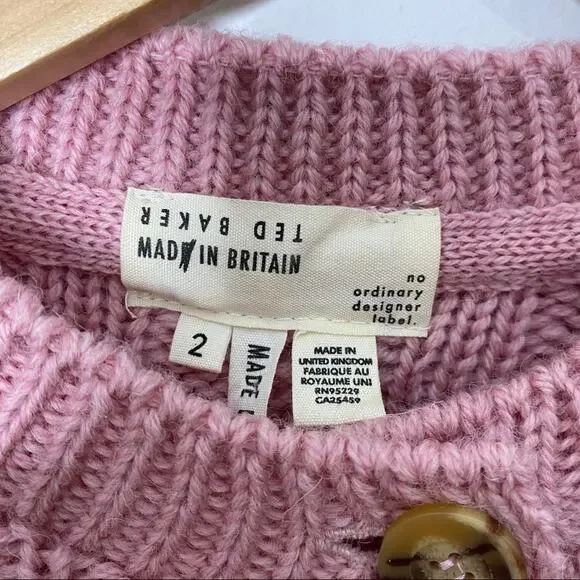 TED BAKER
MAD/IN BRITAIN
no
ordinary
designer
label.
2
MADE
MADE IN
UNITED KINGDOM
FABRIQUE AU
ROYAUME UNI
RN95229
CA25459